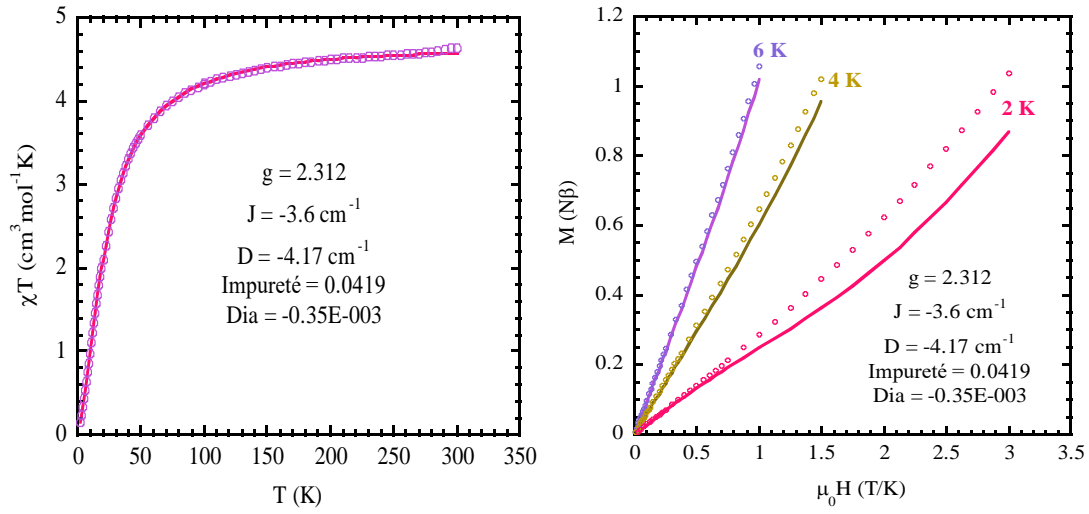 5
4
3
2
1
0
χT (cm³ mol⁻¹K)
g = 2.312
J = -3.6 cm⁻¹
D = -4.17 cm⁻¹
Impureté = 0.0419
Dia = -0.35E-003
0 50 100 150 200 250 300 350
T (K)
1.2
1
0.8
0.6
0.4
0.2
0
M (Nβ)
6 K
4 K
2 K
g = 2.312
J = -3.6 cm⁻¹
D = -4.17 cm⁻¹
Impureté = 0.0419
Dia = -0.35E-003
0 0.5 1 1.5 2 2.5 3 3.5
μ₀H (T/K)